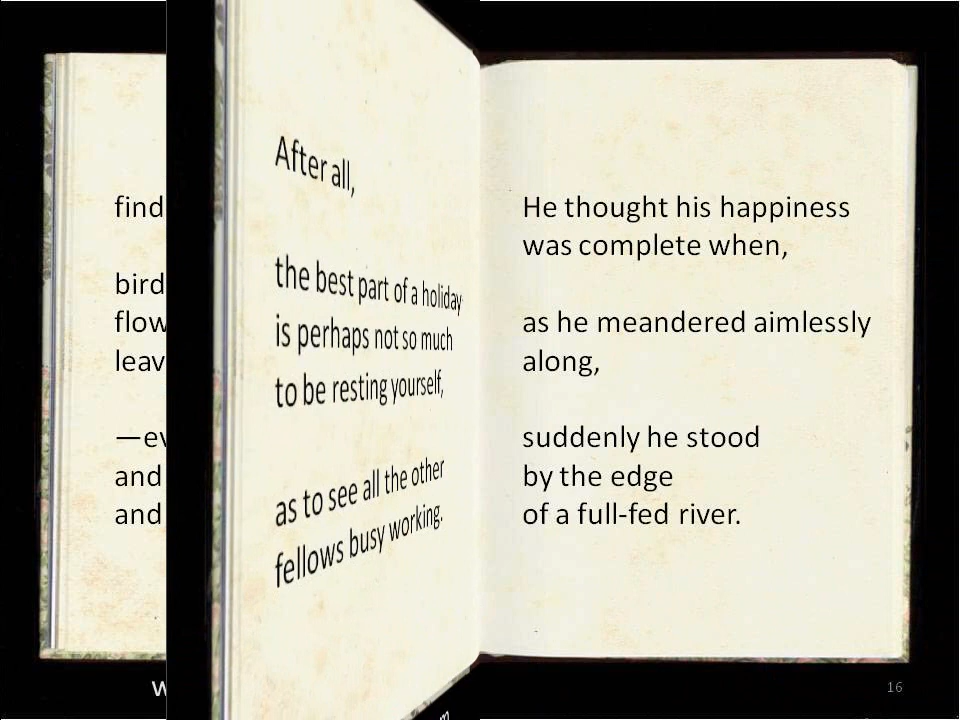 find
bird
flow
leav
—ev
and
and
After all,
the best part of a holiday
is perhaps not so much
to be resting yourself,
as to see all the other
fellows busy working.
He thought his happiness
was complete when,
as he meandered aimlessly
along,
suddenly he stood
by the edge
of a full-fed river.
16